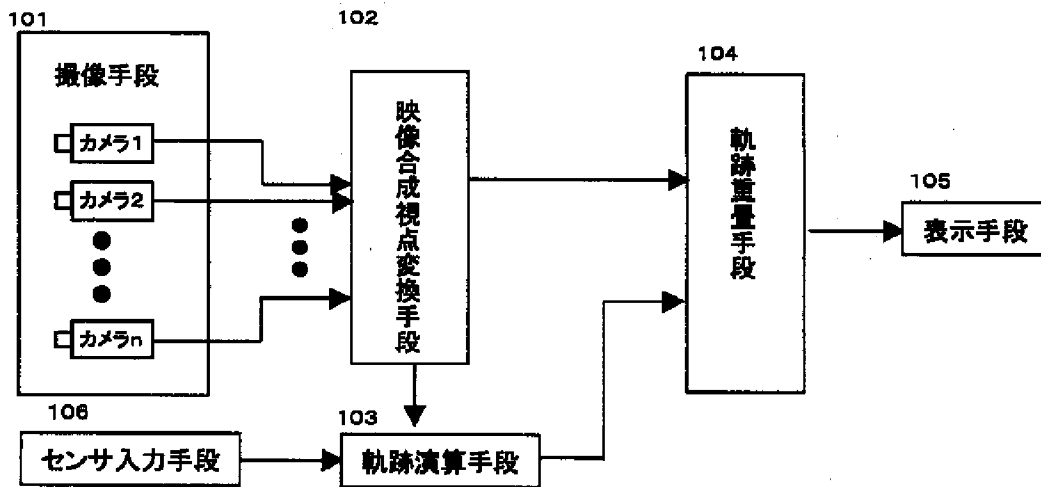 101
撮像手段
カメラ1
カメラ2
カメラn
102
映像合成視点変換手段
104
軌跡重畳手段
105
表示手段
106
センサ入力手段
103
軌跡演算手段